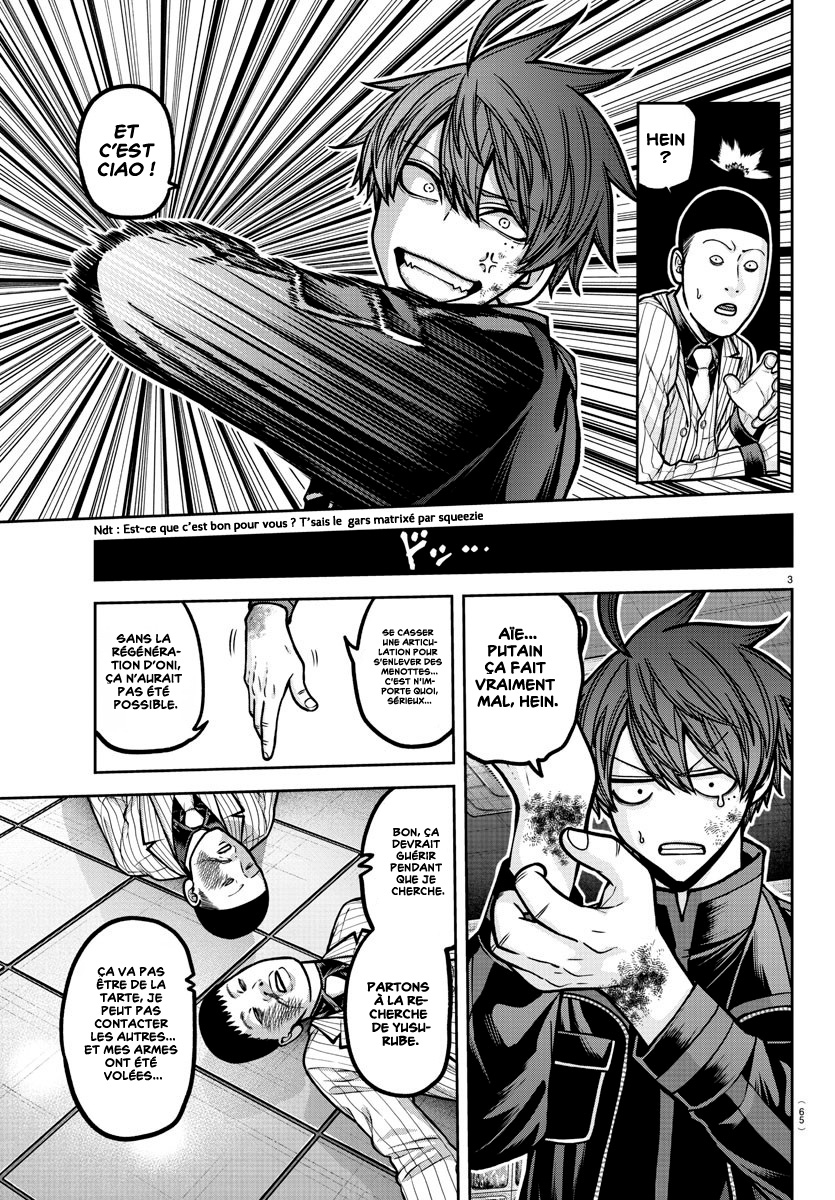 HEIN
?
ET
C'EST
CIAO !
Ndt : Est-ce que c'est bon pour vous ? T'sais le gars matrixé par squeezie
ドッ…
3
AÏE...
PUTAIN
ÇA FAIT
VRAIMENT
MAL, HEIN.
SE CASSER
UNE ARTICU-
LATION POUR
S'ENLEVER DES
MENOTTES...
C'EST N'IM-
PORTE QUOI,
SÉRIEUX...
SANS LA
RÉGÉNÉRA-
TION D'ONI,
ÇA N'AURAIT
PAS ÉTÉ
POSSIBLE.
BON, ÇA
DEVRAIT
GUÉRIR
PENDANT
QUE JE
CHERCHE.
PARTONS
À LA RE-
CHERCHE
DE YUSU-
RUBE.
ÇA VA PAS
ÊTRE DE LA
TARTE, JE
PEUT PAS
CONTACTER
LES AUTRES...
ET MES ARMES
ONT ÉTÉ
VOLÉES...
(65)